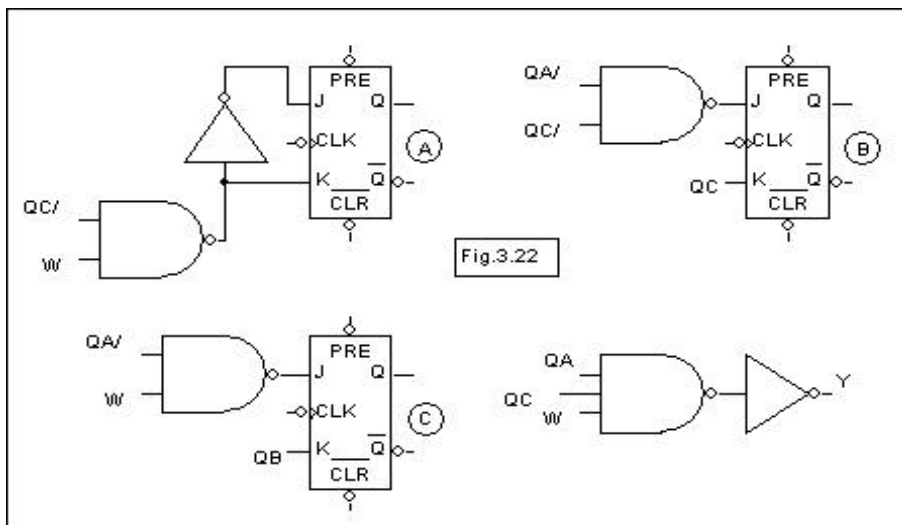 PRE
J
Q
CLK
A
K
Q
CLR
QC/
W
QA/
QC/
PRE
J
Q
CLK
B
QC
K
Q
CLR
Fig.3.22
QA/
W
PRE
J
Q
CLK
C
QB
K
Q
CLR
QA
QC
W
Y